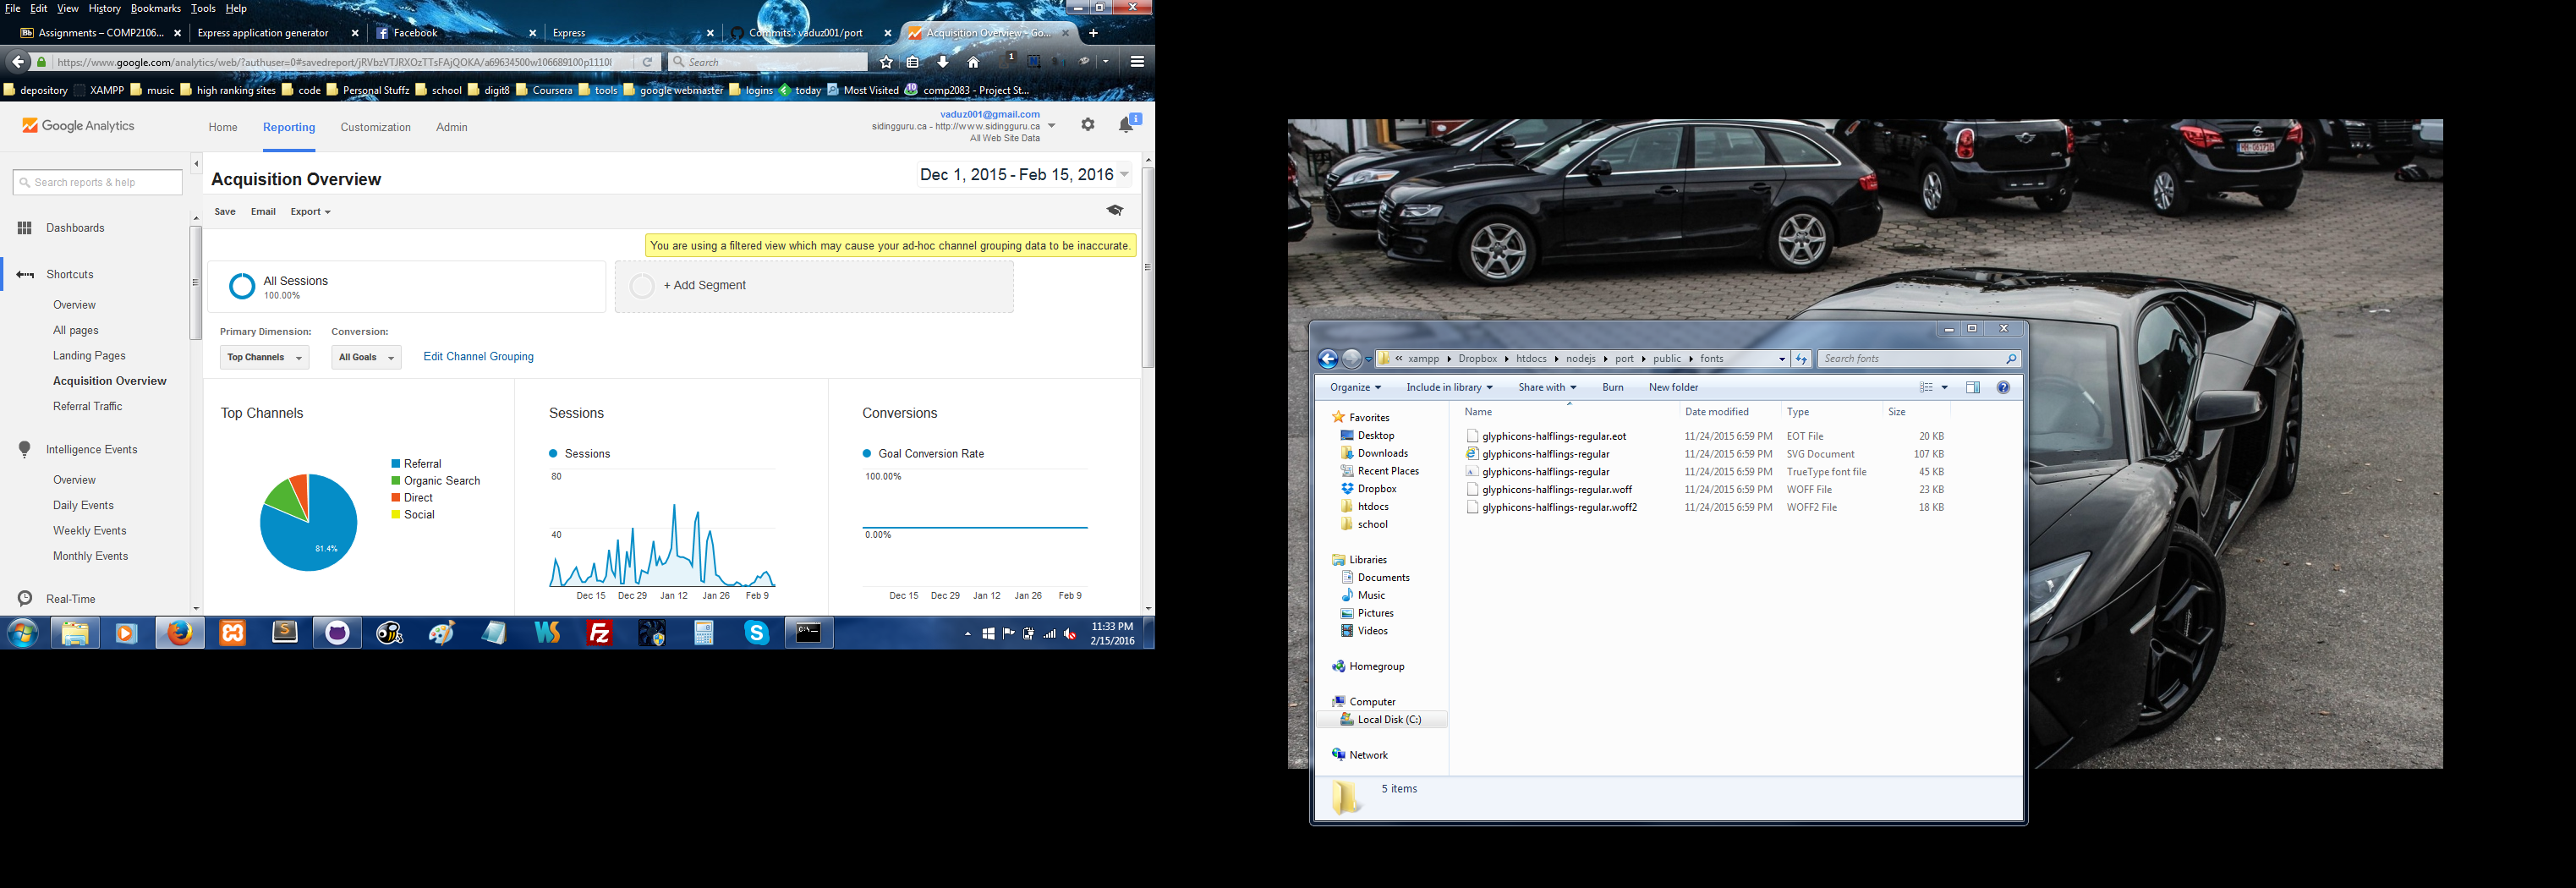 File Edit View History Bookmarks Tools Help
Assignments – COMP2106...
Express application generator
Facebook
Express
Commits · vaduz001/port
Acquisition Overview - Go...
https://www.google.com/analytics/web/?authuser=0#savedreport/jRVbzVTJRXOzTTsFAjQOKA/a69634500w106689100p1110
Search
1
depository XAMPP music high ranking sites code Personal Stuffz school digit8 Coursera tools google webmaster logins today Most Visited comp2083 - Project St...
Google Analytics
Home Reporting Customization Admin
vaduz001@gmail.com
sidingguru.ca - http://www.sidingguru.ca
All Web Site Data
Search reports & help
Dashboards
Shortcuts
Overview
All pages
Landing Pages
Acquisition Overview
Referral Traffic
Intelligence Events
Overview
Daily Events
Weekly Events
Monthly Events
Real-Time
Acquisition Overview
Dec 1, 2015 - Feb 15, 2016
Save Email Export
You are using a filtered view which may cause your ad-hoc channel grouping data to be inaccurate.
All Sessions
100.00%
+ Add Segment
Primary Dimension: Conversion:
Top Channels All Goals Edit Channel Grouping
Top Channels
Referral
Organic Search
Direct
Social
81.4%
Sessions
Sessions
80
40
Dec 15 Dec 29 Jan 12 Jan 26 Feb 9
Conversions
Goal Conversion Rate
100.00%
0.00%
Dec 15 Dec 29 Jan 12 Jan 26 Feb 9
11:33 PM
2/15/2016
« xampp Dropbox htdocs nodejs port public fonts
Search fonts
Organize Include in library Share with Burn New folder
Favorites
Desktop
Downloads
Recent Places
Dropbox
htdocs
school
Libraries
Documents
Music
Pictures
Videos
Homegroup
Computer
Local Disk (C:)
Network
Name Date modified Type Size
glyphicons-halflings-regular.eot 11/24/2015 6:59 PM EOT File 20 KB
glyphicons-halflings-regular 11/24/2015 6:59 PM SVG Document 107 KB
glyphicons-halflings-regular 11/24/2015 6:59 PM TrueType font file 45 KB
glyphicons-halflings-regular.woff 11/24/2015 6:59 PM WOFF File 23 KB
glyphicons-halflings-regular.woff2 11/24/2015 6:59 PM WOFF2 File 18 KB
5 items